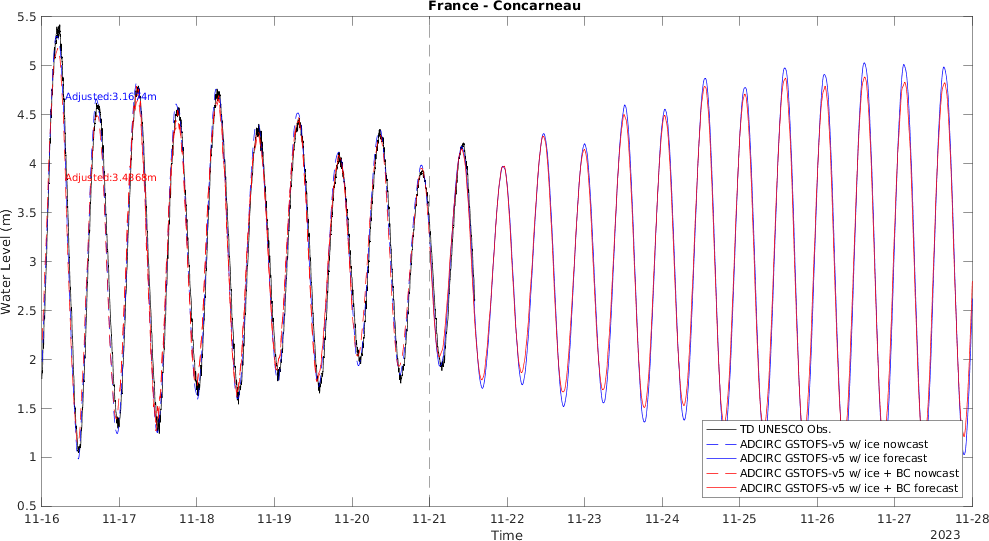 France - Concarneau
5.5
5
4.5
4
3.5
3
2.5
2
1.5
1
0.5
Water Level (m)
Adjusted:3.1674m
Adjusted:3.4368m
TD UNESCO Obs.
ADCIRC GSTOFS-v5 w/ ice nowcast
ADCIRC GSTOFS-v5 w/ ice forecast
ADCIRC GSTOFS-v5 w/ ice + BC nowcast
ADCIRC GSTOFS-v5 w/ ice + BC forecast
11-16 11-17 11-18 11-19 11-20 11-21 11-22 11-23 11-24 11-25 11-26 11-27 11-28
Time
2023